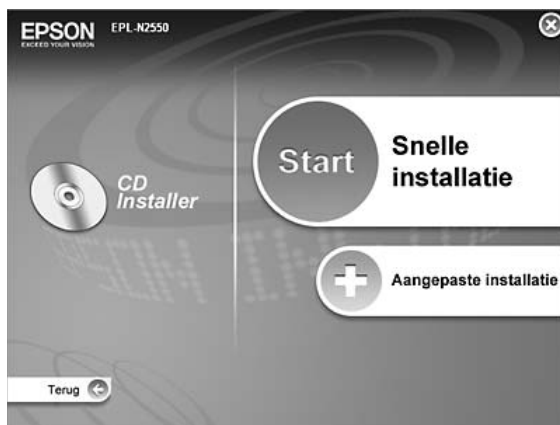 EPSON
EXCEED YOUR VISION
EPL-N2550
CD
Installer
Start
Snelle
installatie
Aangepaste installatie
Terug